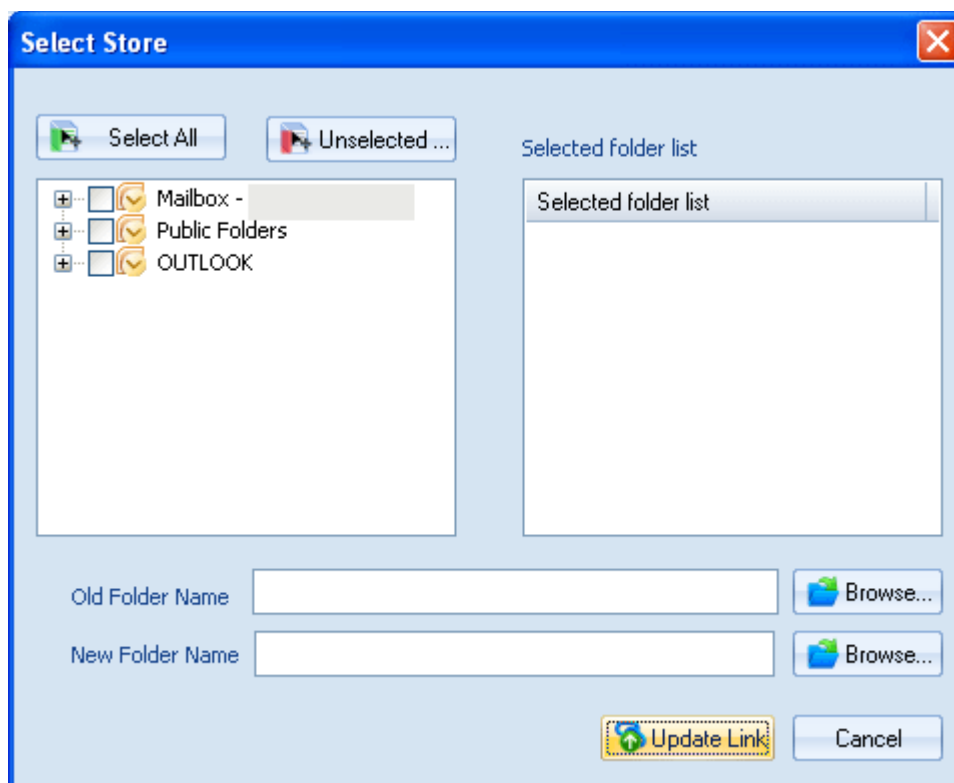 Select Store
Select All
Unselected ...
Selected folder list
Mailbox -
Public Folders
OUTLOOK
Selected folder list
Old Folder Name
Browse...
New Folder Name
Browse...
Update Link
Cancel